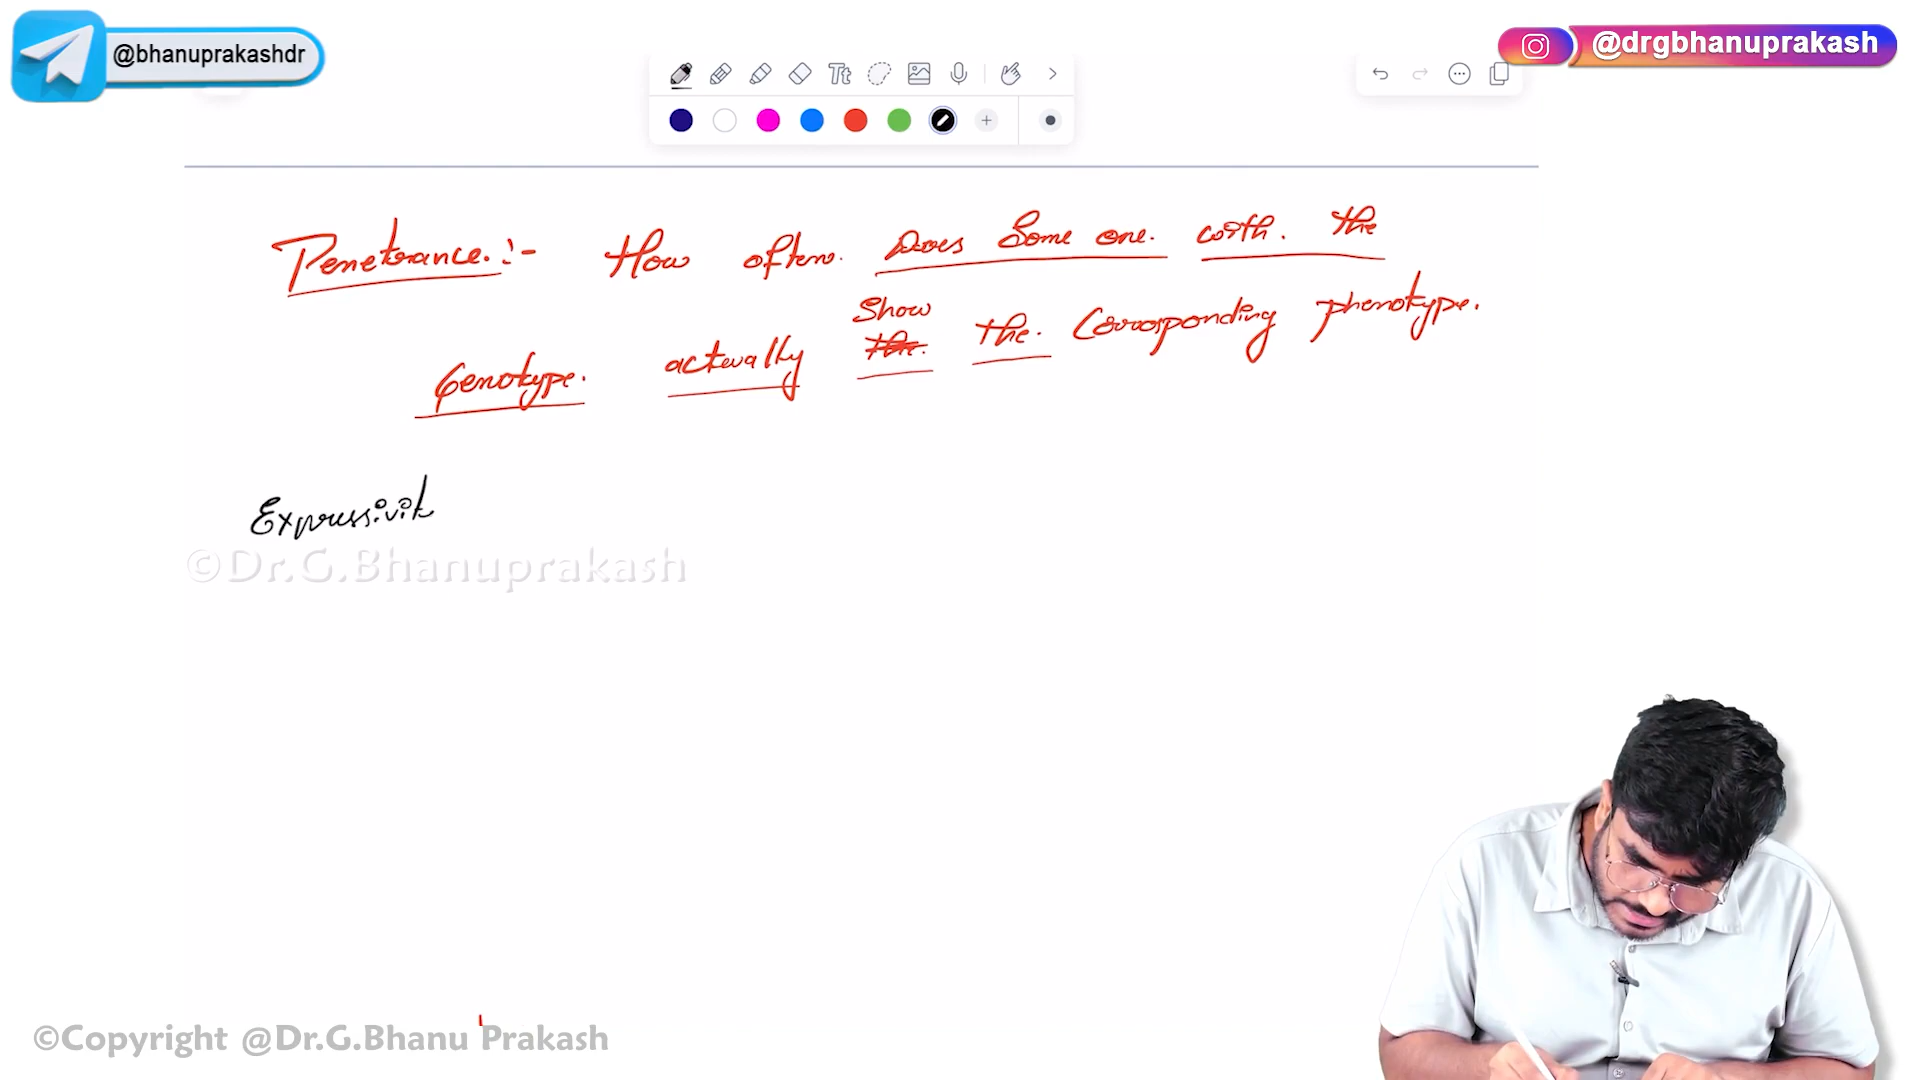 @bhanuprakashdr
@drgbhanuprakash
Tt
Penetrance :- How often does Some one with the
Show
Genotype actually the the Corresponding phenotype.
Expressivit
©Dr.G.Bhanuprakash
©Copyright @Dr.G.Bhanu Prakash